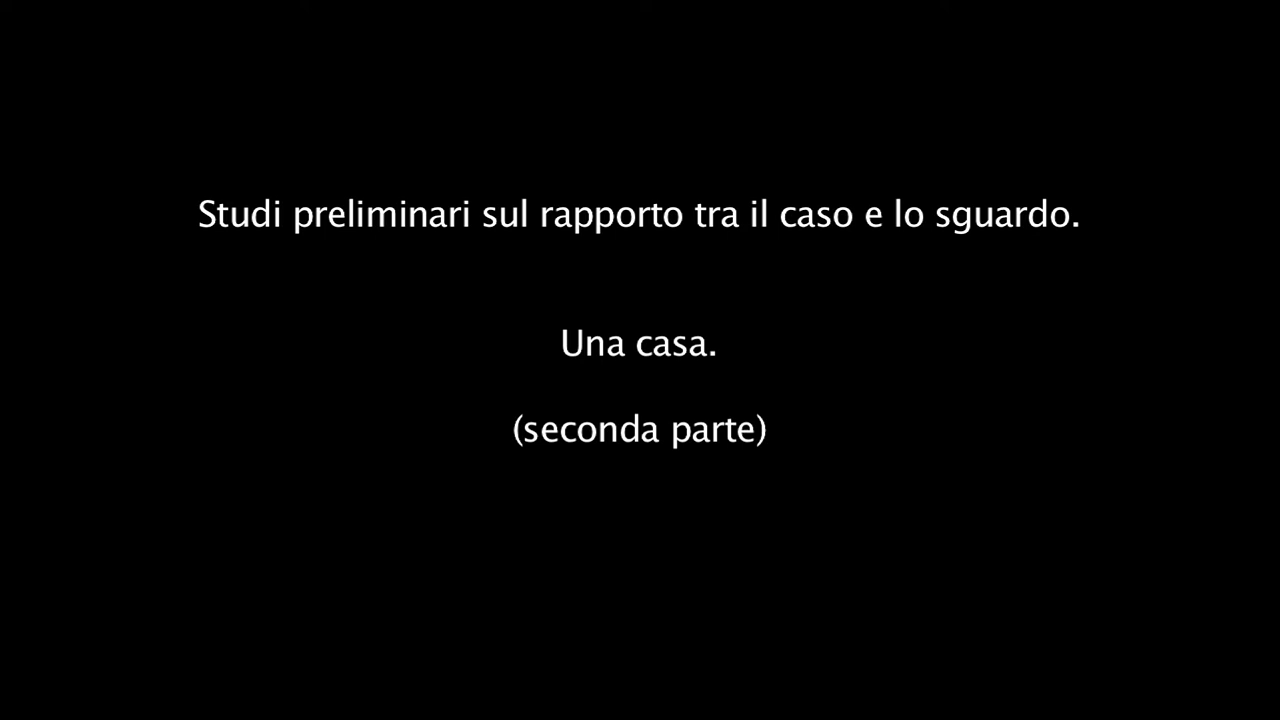 Studi preliminari sul rapporto tra il caso e lo sguardo.
Una casa.
(seconda parte)